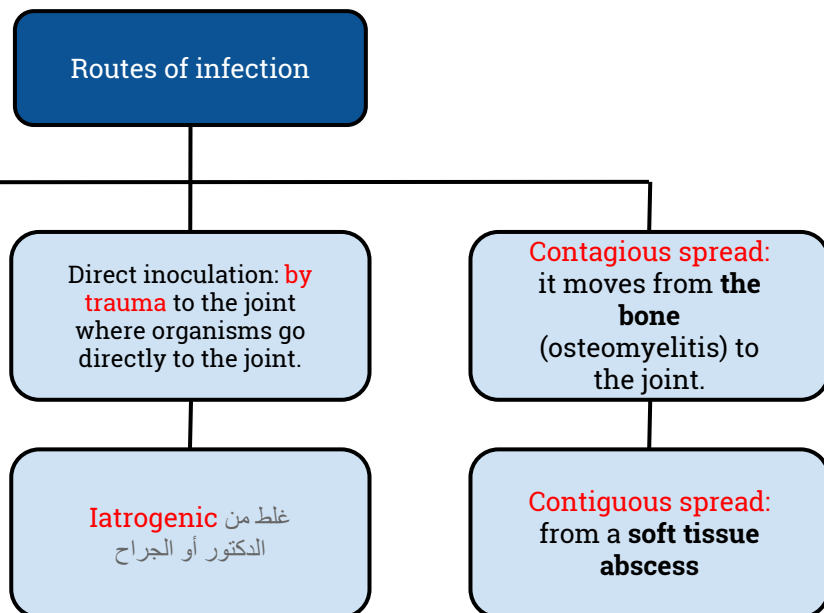 Routes of infection
Direct inoculation: by
trauma to the joint
where organisms go
directly to the joint.
Iatrogenic غلط من
الدكتور أو الجراح
Contagious spread:
it moves from the
bone
(osteomyelitis) to
the joint.
Contiguous spread:
from a soft tissue
abscess